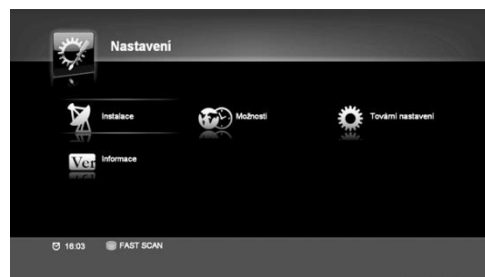 Nastavení
Instalace
Možnosti
Tovární nastavení
Ver
Informace
16:03
FAST SCAN